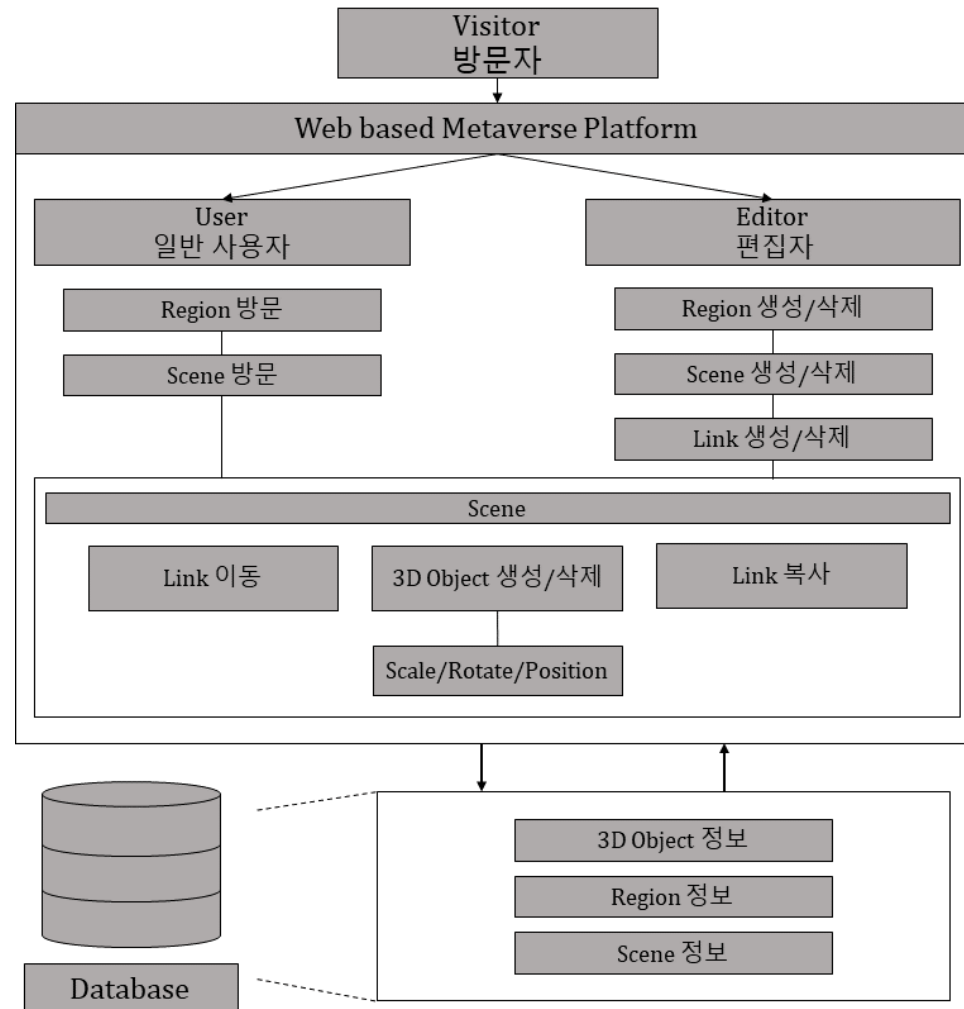 Visitor
방문자
Web based Metaverse Platform
User
일반 사용자
Editor
편집자
Region 방문
Scene 방문
Region 생성/삭제
Scene 생성/삭제
Link 생성/삭제
Scene
Link 이동
3D Object 생성/삭제
Link 복사
Scale/Rotate/Position
3D Object 정보
Region 정보
Scene 정보
Database